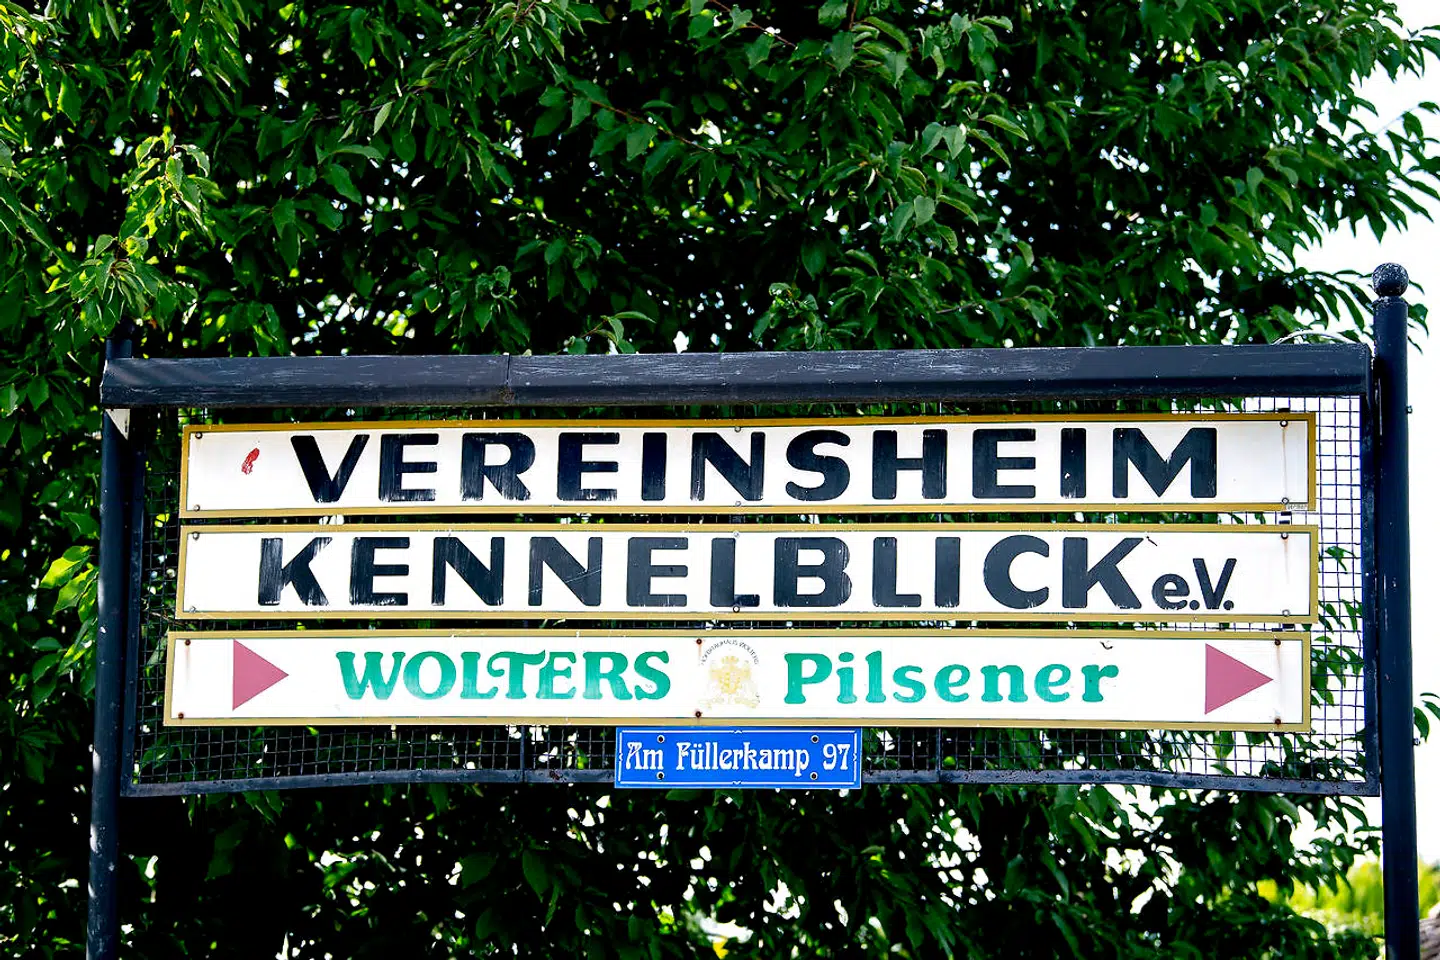 VEREINSHEIM
KENNELBLICK e.V.
WOLTERS Pilsener
Am Füllerkamp 97